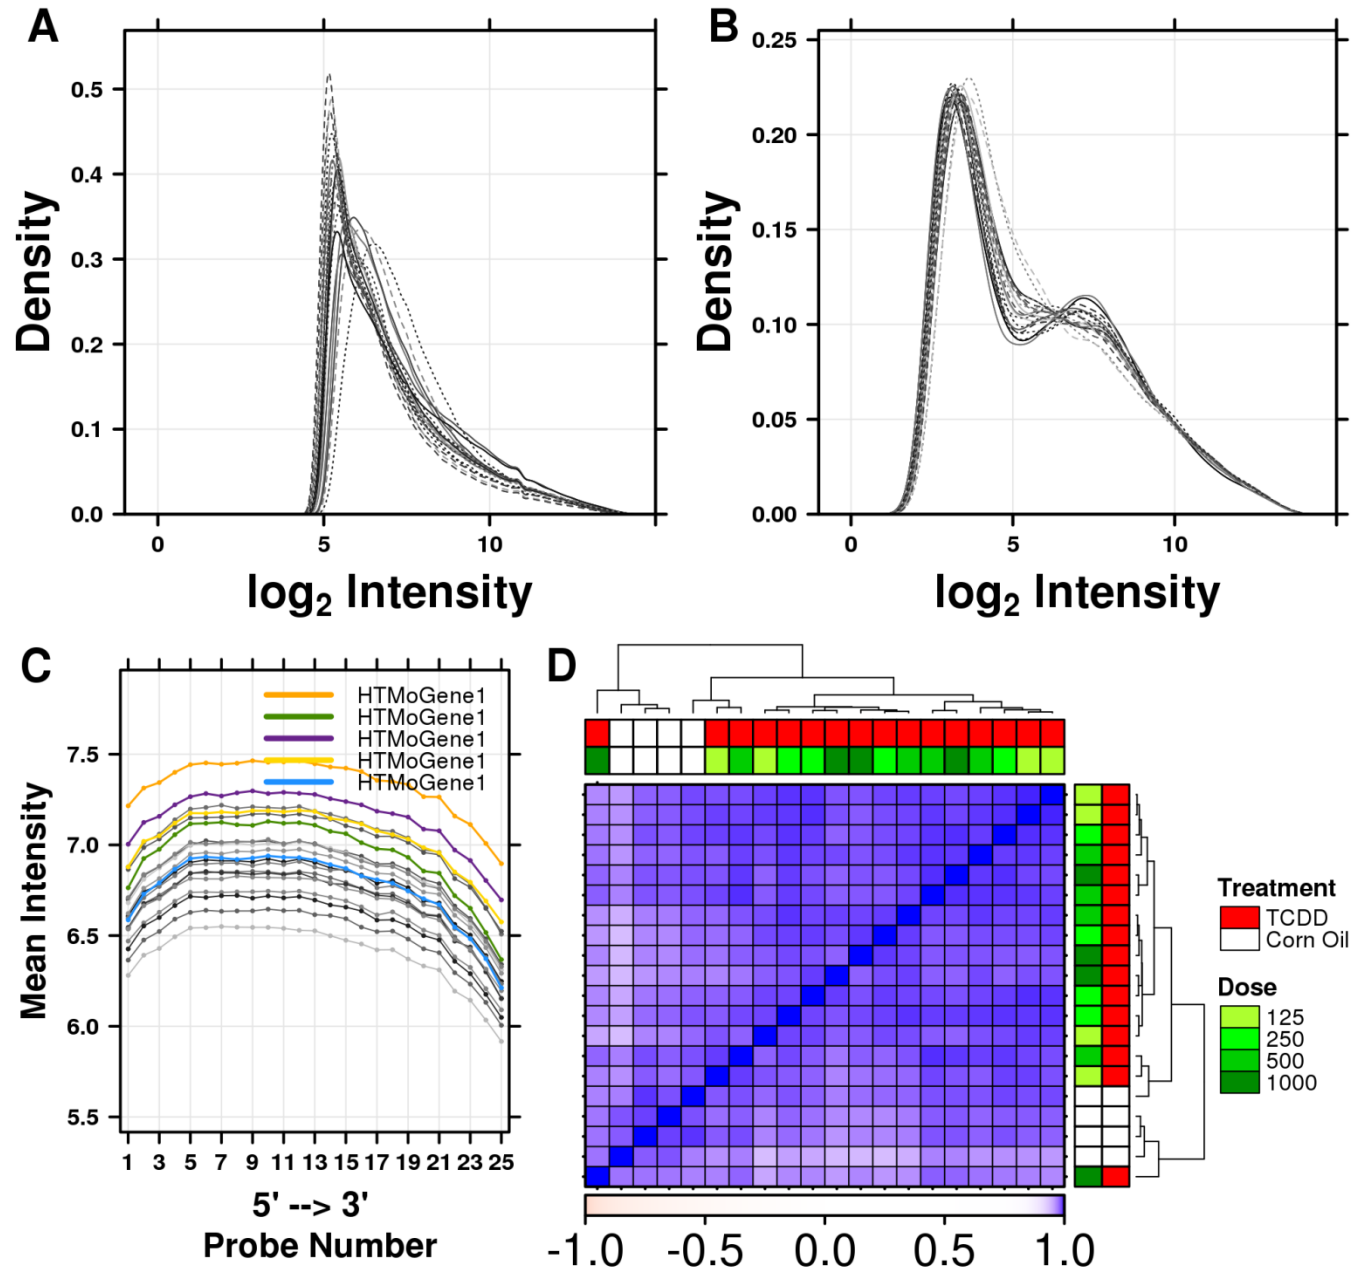 A
Density
0.5
0.4
0.3
0.2
0.1
0.0
0 5 10
log2 Intensity
B
Density
0.25
0.20
0.15
0.10
0.05
0.00
0 5 10
log2 Intensity
C
Mean Intensity
7.5
7.0
6.5
6.0
5.5
HTMoGene1
HTMoGene1
HTMoGene1
HTMoGene1
HTMoGene1
1 3 5 7 9 11 13 15 17 19 21 23 25
5' --> 3'
Probe Number
D
-1.0 -0.5 0.0 0.5 1.0
Treatment
TCDD
Corn Oil
Dose
125
250
500
1000